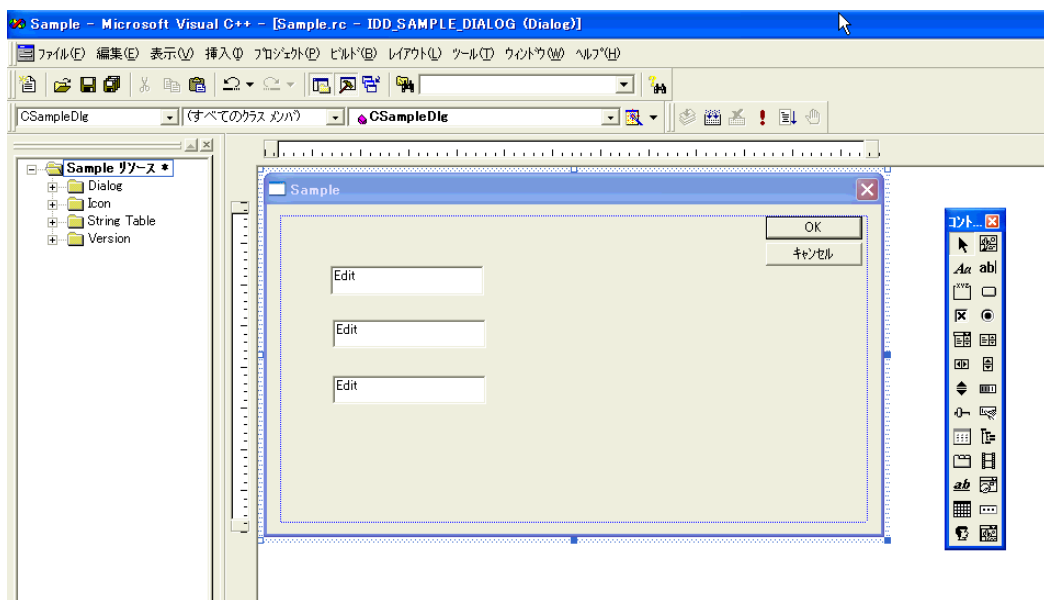 Sample - Microsoft Visual C++ - [Sample.rc - IDD_SAMPLE_DIALOG (Dialog)]
ファイル(F) 編集(E) 表示(V) 挿入(I) プロジェクト(P) ビルド(B) レイアウト(L) ツール(T) ウィンドウ(W) ヘルプ(H)
CSampleDlg (すべてのクラス メンバ) CSampleDlg
Sample リソース *
Dialog
Icon
String Table
Version
Sample
OK
キャンセル
Edit
Edit
Edit
コント...
Aa ab|
XYZ
ab